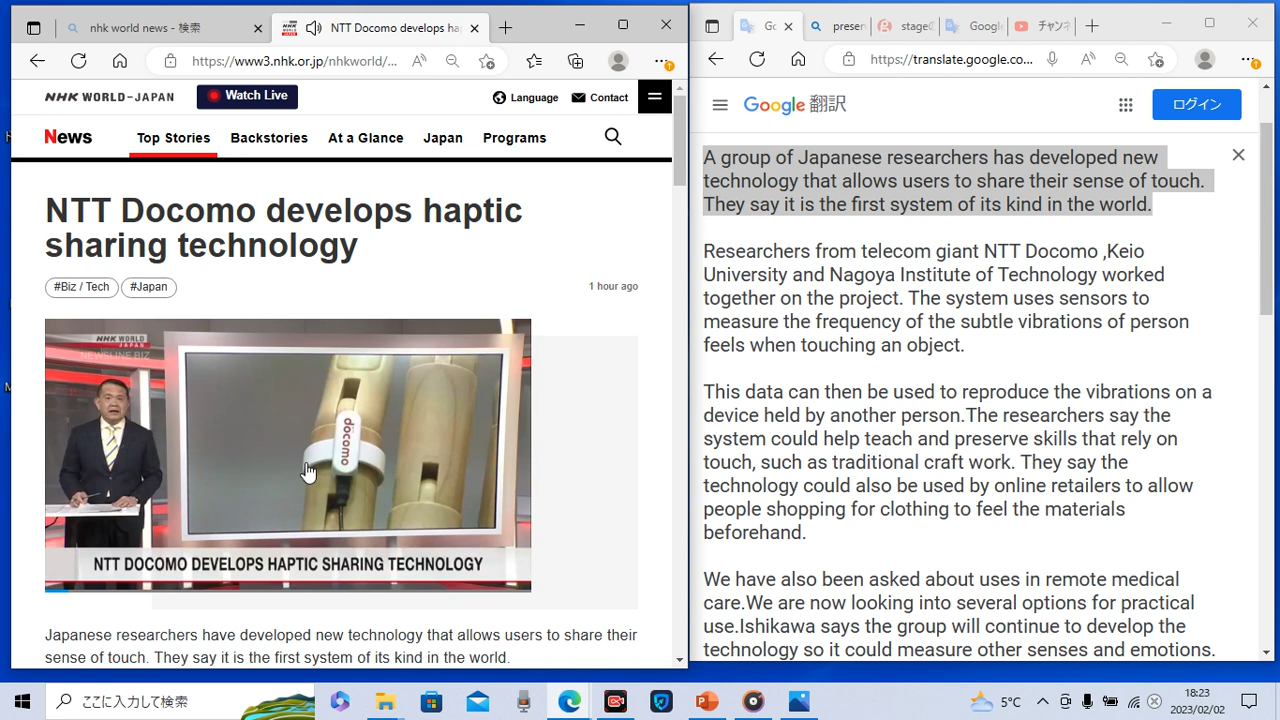 nhk world news - 検索
NTT Docomo develops ha
https://www3.nhk.or.jp/nhkworld/...
NHK WORLD-JAPAN
Watch Live
Language
Contact
News
Top Stories
Backstories
At a Glance
Japan
Programs
NTT Docomo develops haptic
sharing technology
#Biz / Tech
#Japan
1 hour ago
NHK WORLD
JAPAN
NEWSLINE BIZ
docomo
NTT DOCOMO DEVELOPS HAPTIC SHARING TECHNOLOGY
Japanese researchers have developed new technology that allows users to share their
sense of touch. They say it is the first system of its kind in the world.
Go
preser
stage
Googl
チャンネ
https://translate.google.co...
Google 翻訳
ログイン
A group of Japanese researchers has developed new
technology that allows users to share their sense of touch.
They say it is the first system of its kind in the world.
Researchers from telecom giant NTT Docomo ,Keio
University and Nagoya Institute of Technology worked
together on the project. The system uses sensors to
measure the frequency of the subtle vibrations of person
feels when touching an object.
This data can then be used to reproduce the vibrations on a
device held by another person.The researchers say the
system could help teach and preserve skills that rely on
touch, such as traditional craft work. They say the
technology could also be used by online retailers to allow
people shopping for clothing to feel the materials
beforehand.
We have also been asked about uses in remote medical
care.We are now looking into several options for practical
use.Ishikawa says the group will continue to develop the
technology so it could measure other senses and emotions.
ここに入力して検索
5°C
18:23
2023/02/02